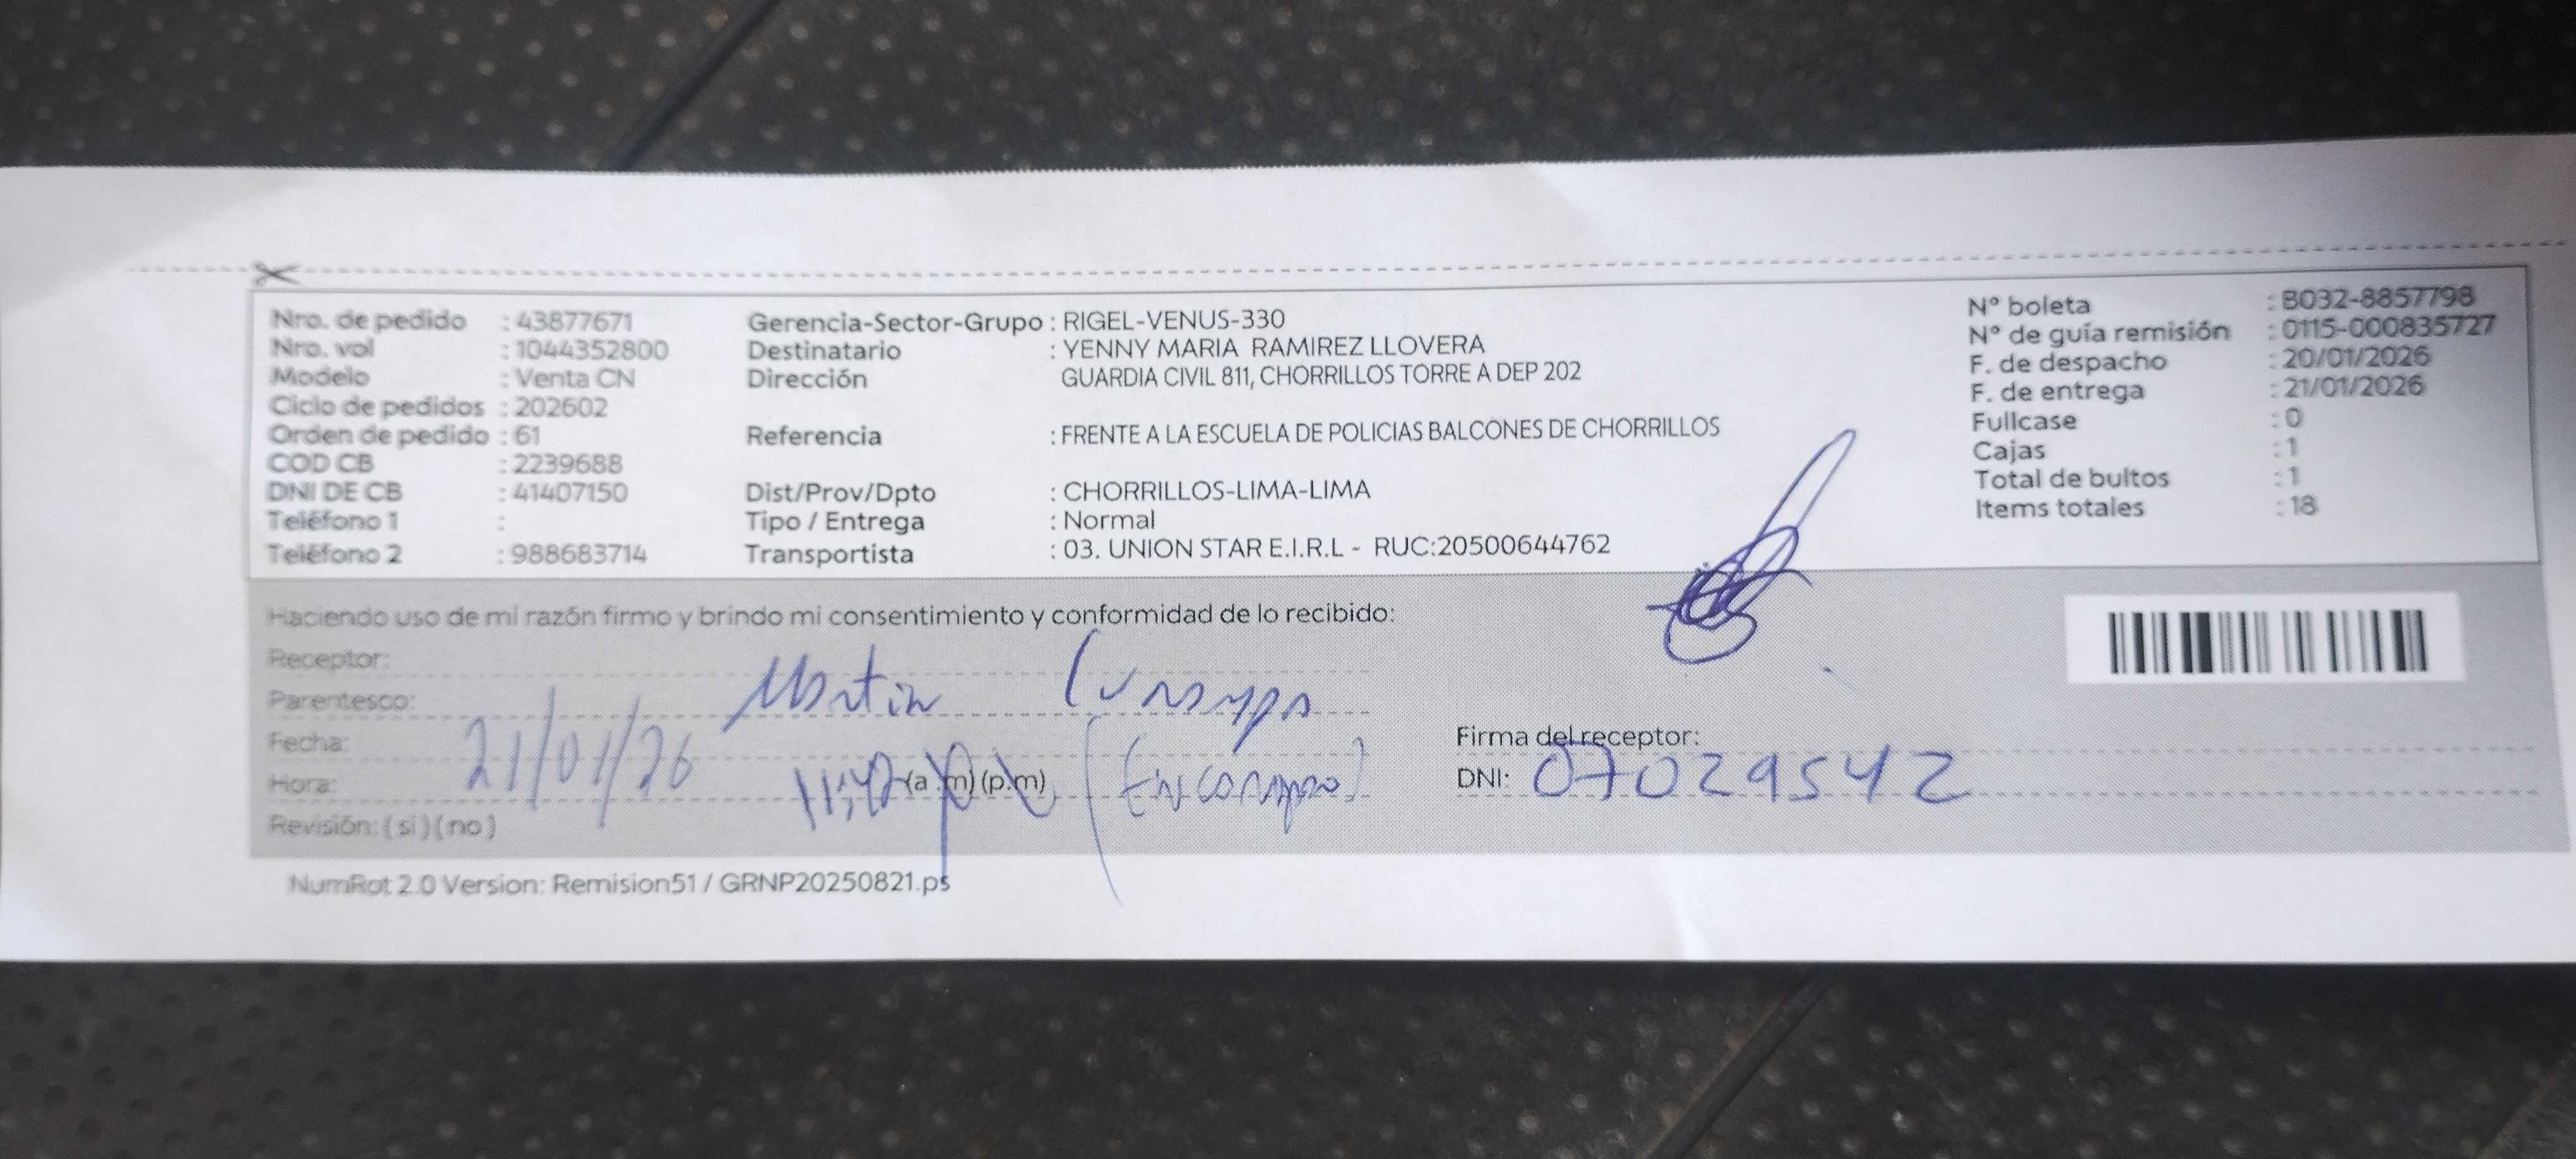 Nro. de pedido : 43877671
Nro. vol : 1044352800
Modelo : Venta CN
Ciclo de pedidos : 202602
Orden de pedido : 61
COD CB : 2239688
DNI DE CB : 41407150
Teléfono 1 :
Teléfono 2 : 988683714
Gerencia-Sector-Grupo : RIGEL-VENUS-330
Destinatario : YENNY MARIA RAMIREZ LLOVERA
Dirección GUARDIA CIVIL 811, CHORRILLOS TORRE A DEP 202
Referencia : FRENTE A LA ESCUELA DE POLICIAS BALCONES DE CHORRILLOS
Dist/Prov/Dpto : CHORRILLOS-LIMA-LIMA
Tipo / Entrega : Normal
Transportista : 03. UNION STAR E.I.R.L - RUC:20500644762
N° boleta : B032-8857798
N° de guía remisión : 0115-000835727
F. de despacho : 20/01/2026
F. de entrega : 21/01/2026
Fullcase : 0
Cajas : 1
Total de bultos : 1
Items totales : 18
Haciendo uso de mi razón firmo y brindo mi consentimiento y conformidad de lo recibido:
Receptor:
Parentesco: Martin
Fecha: 21/01/26
Hora: (a.m) (p.m)
Revisión: (si) (no)
Firma del receptor:
DNI: 07029542
NumRot 2.0 Version: Remision51 / GRNP20250821.ps